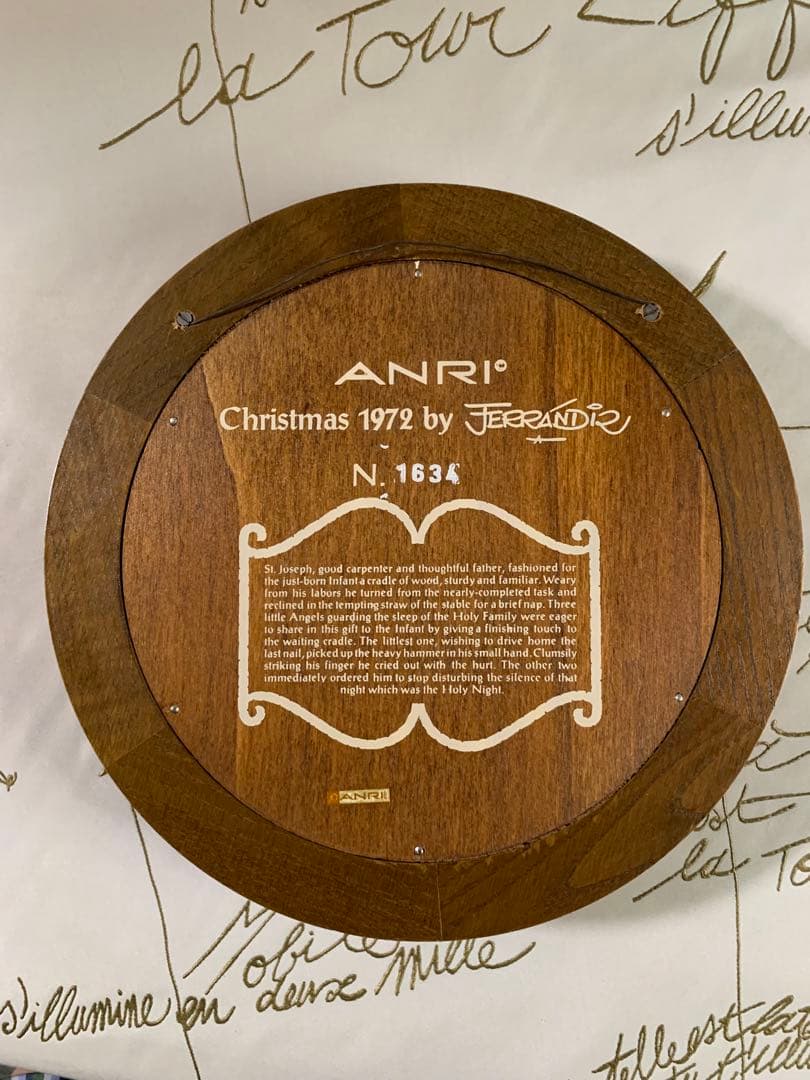 la Tour
s'illu
ANRI
Christmas 1972 by FERRÁNDIZ
N. 1634
St. Joseph, good carpenter and thoughtful father, fashioned for
the just-born Infant a cradle of wood, sturdy and familiar. Weary
from his labors he turned from the nearly-completed task and
reclined in the tempting straw of the stable for a brief nap. Three
little Angels guarding the sleep of the Holy Family were eager
to share in this gift to the Infant by giving a finishing touch to
the waiting cradle. The littlest one, wishing to drive home the
last nail, picked up the heavy hammer in his small hand. Clumsily
striking his finger he cried out with the hurt. The other two
immediately ordered him to stop disturbing the silence of that
night which was the Holy Night.
ANRI
la To
s'illumine en deux mille
telle est la